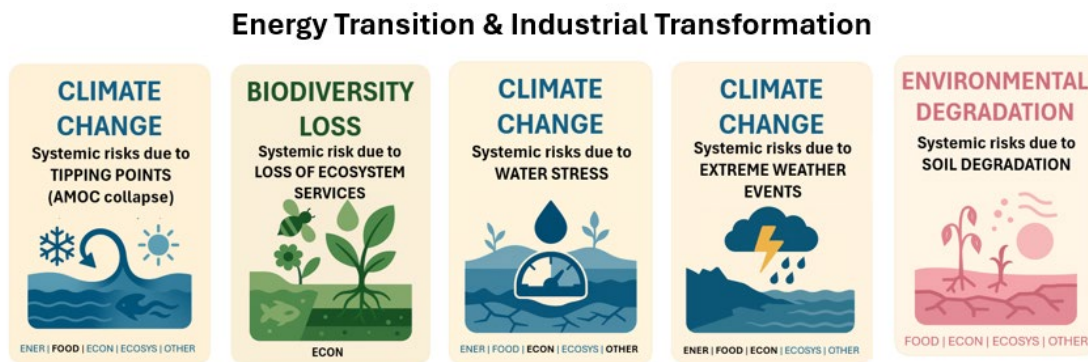 Energy Transition & Industrial Transformation
CLIMATE
CHANGE
Systemic risks due to
TIPPING POINTS
(AMOC collapse)
ENER | FOOD | ECON | ECOSYS | OTHER
BIODIVERSITY
LOSS
Systemic risk due to
LOSS OF ECOSYSTEM
SERVICES
ECON
CLIMATE
CHANGE
Systemic risks due to
WATER STRESS
ENER | FOOD | ECON | ECOSYS | OTHER
CLIMATE
CHANGE
Systemic risks due to
EXTREME WEATHER
EVENTS
ENER | FOOD | ECON | ECOSYS | OTHER
ENVIRONMENTAL
DEGRADATION
Systemic risks due to
SOIL DEGRADATION
FOOD | ECON | ECOSYS | OTHER